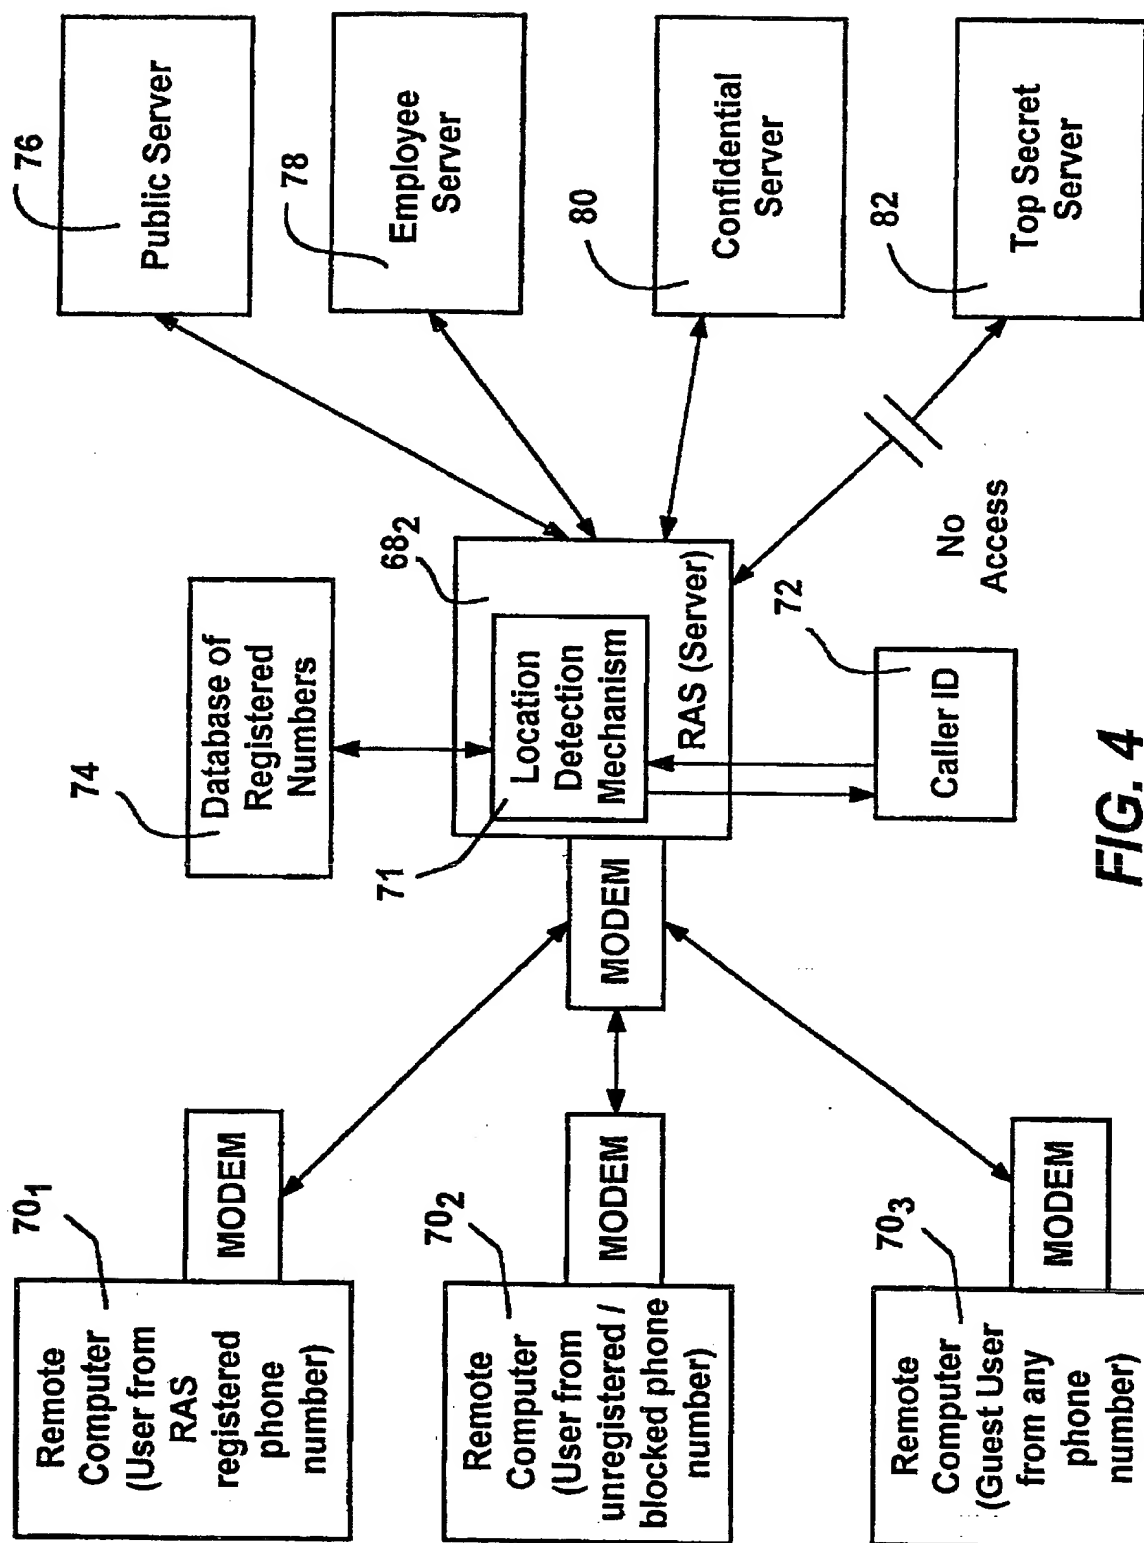 70₁
Remote
Computer
(User from
RAS
registered
phone
number)
MODEM
70₂
Remote
Computer
(User from
unregistered /
blocked phone
number)
MODEM
70₃
Remote
Computer
(Guest User
from any
phone
number)
MODEM
74
Database of
Registered
Numbers
MODEM
71
68₂
Location
Detection
Mechanism
RAS (Server)
72
Caller ID
No
Access
76
Public Server
78
Employee
Server
80
Confidential
Server
82
Top Secret
Server
FIG. 4